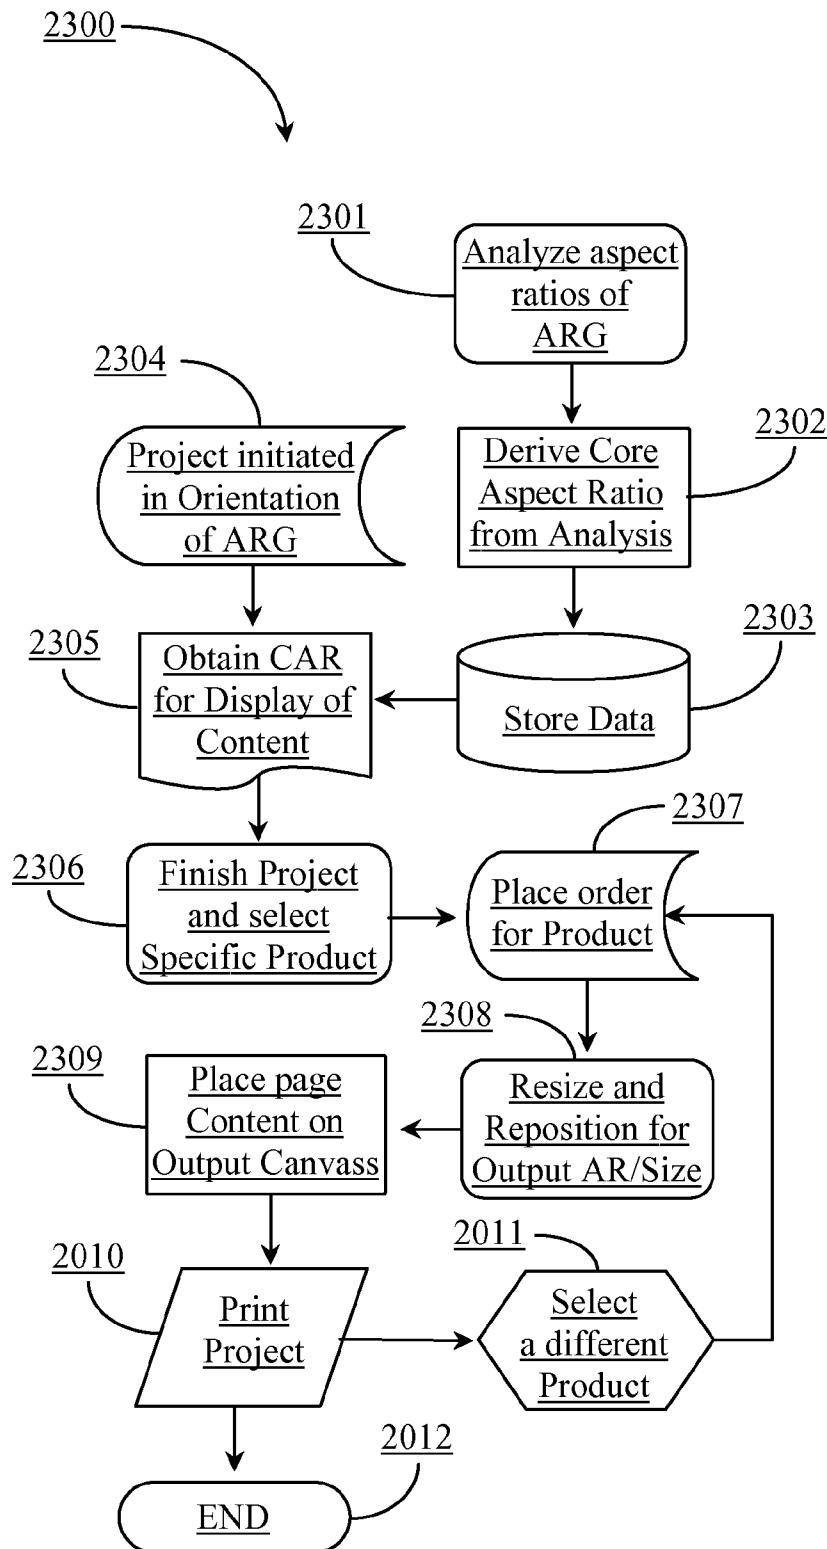 2300
2301
Analyze aspect
ratios of
ARG
2304
Project initiated
in Orientation
of ARG
2302
Derive Core
Aspect Ratio
from Analysis
2305
Obtain CAR
for Display of
Content
2303
Store Data
2306
Finish Project
and select
Specific Product
2307
Place order
for Product
2308
Resize and
Reposition for
Output AR/Size
2309
Place page
Content on
Output Canvass
2010
Print
Project
2011
Select
a different
Product
2012
END